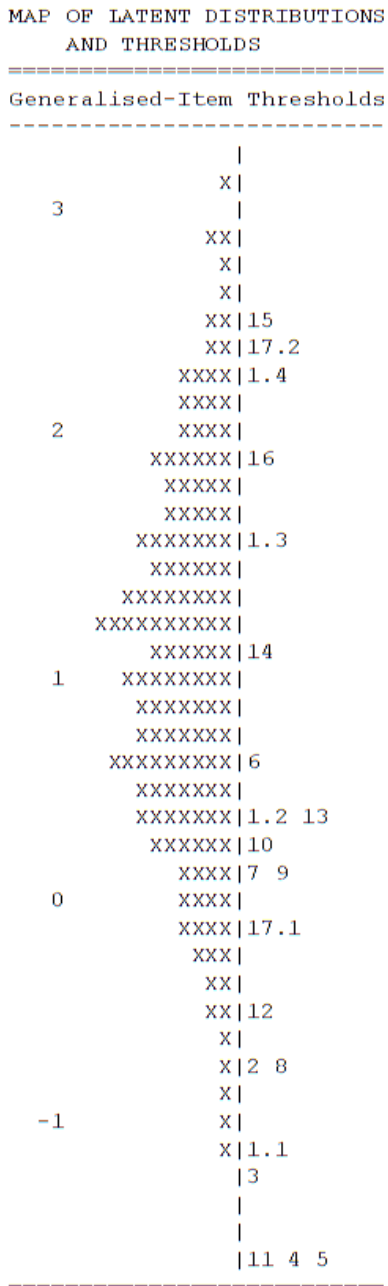 MAP OF LATENT DISTRIBUTIONS
AND THRESHOLDS
===========================
Generalised-Item Thresholds
---------------------------
|
X|
3 |
XX|
X|
X|
XX|15
XX|17.2
XXXX|1.4
XXXX|
2 XXXX|
XXXXXX|16
XXXXX|
XXXXX|
XXXXXXX|1.3
XXXXXX|
XXXXXXXX|
XXXXXXXXXX|
XXXXXX|14
1 XXXXXXXX|
XXXXXXX|
XXXXXXX|
XXXXXXXXX|6
XXXXXXX|
XXXXXXX|1.2 13
XXXXXX|10
XXXX|7 9
0 XXXX|
XXXX|17.1
XXX|
XX|
XX|12
X|
X|2 8
X|
-1 X|
X|1.1
|3
|
|
|11 4 5
===========================